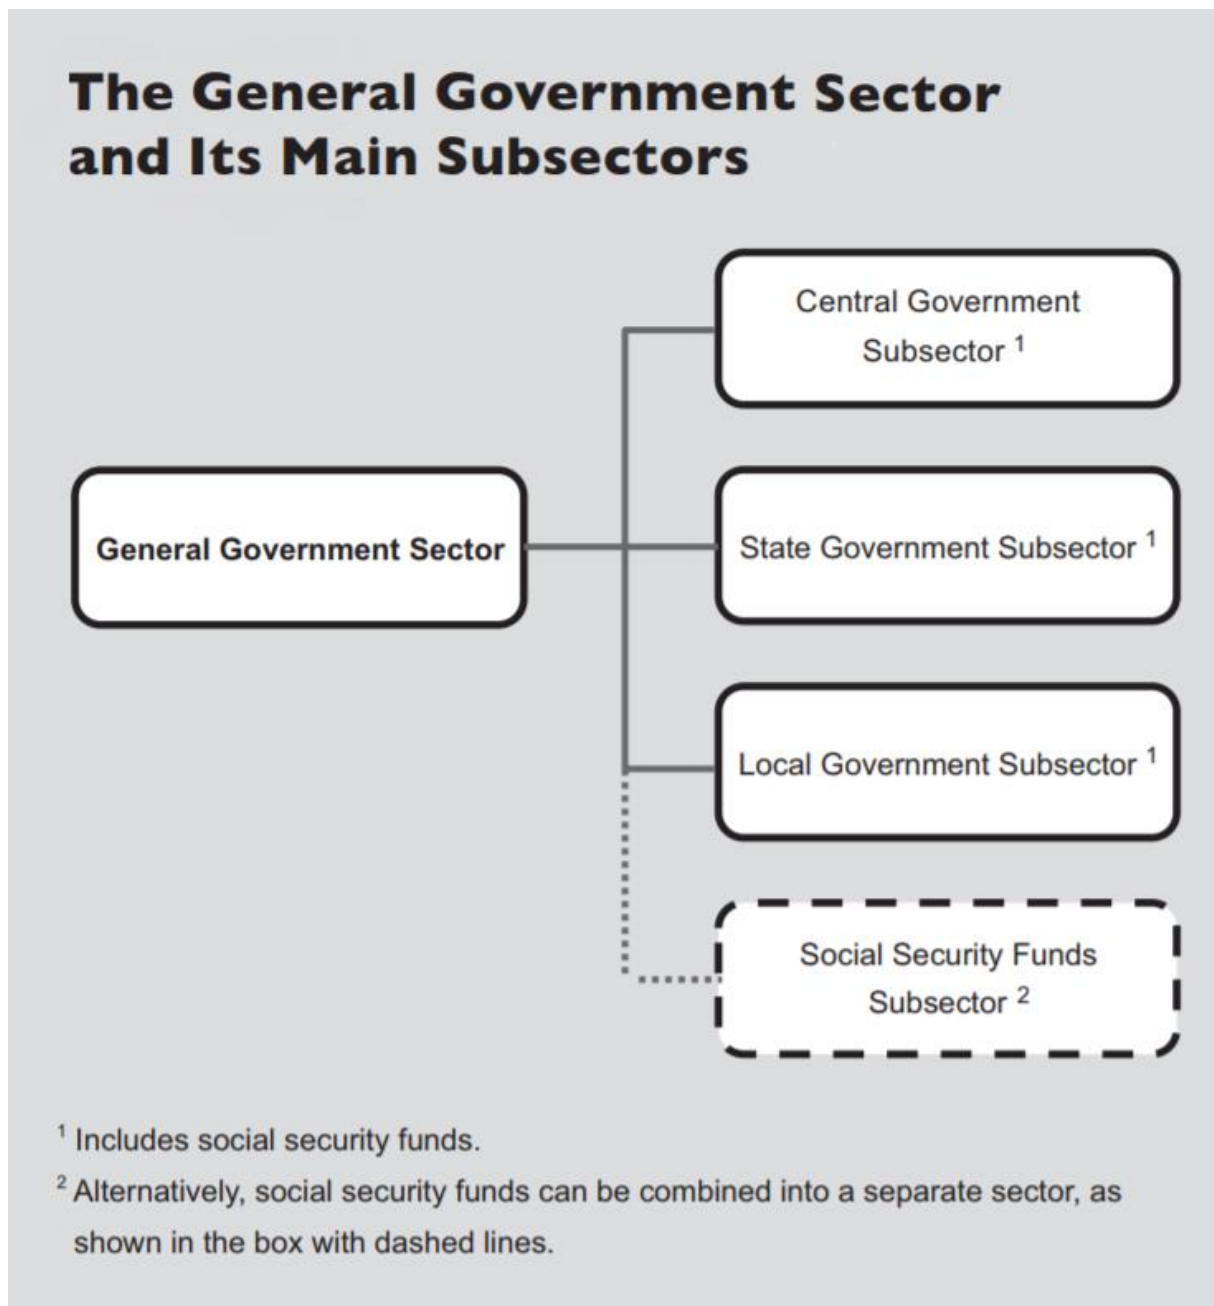 The General Government Sector
and Its Main Subsectors
Central Government
Subsector ¹
General Government Sector
State Government Subsector ¹
Local Government Subsector ¹
Social Security Funds
Subsector ²
¹ Includes social security funds.
² Alternatively, social security funds can be combined into a separate sector, as
shown in the box with dashed lines.